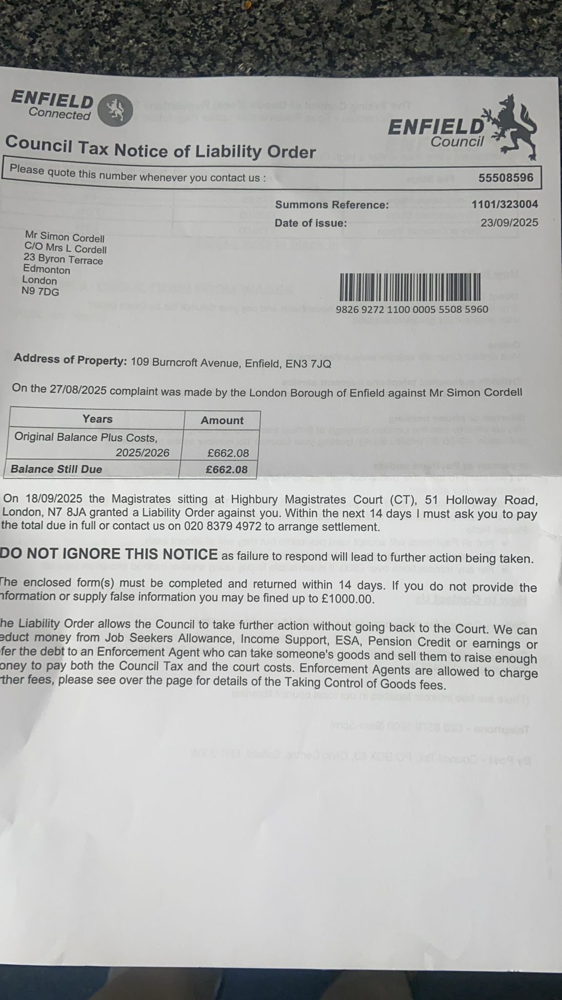 ENFIELD
Connected
ENFIELD
Council
Council Tax Notice of Liability Order
Please quote this number whenever you contact us : 55508596
Summons Reference: 1101/323004
Date of issue: 23/09/2025
Mr Simon Cordell
C/O Mrs L Cordell
23 Byron Terrace
Edmonton
London
N9 7DG
9826 9272 1100 0005 5508 5960
Address of Property: 109 Burncroft Avenue, Enfield, EN3 7JQ
On the 27/08/2025 complaint was made by the London Borough of Enfield against Mr Simon Cordell
Years Amount
Original Balance Plus Costs,
2025/2026 £662.08
Balance Still Due £662.08
On 18/09/2025 the Magistrates sitting at Highbury Magistrates Court (CT), 51 Holloway Road,
London, N7 8JA granted a Liability Order against you. Within the next 14 days I must ask you to pay
the total due in full or contact us on 020 8379 4972 to arrange settlement.
DO NOT IGNORE THIS NOTICE as failure to respond will lead to further action being taken.
The enclosed form(s) must be completed and returned within 14 days. If you do not provide the
nformation or supply false information you may be fined up to £1000.00.
he Liability Order allows the Council to take further action without going back to the Court. We can
educt money from Job Seekers Allowance, Income Support, ESA, Pension Credit or earnings or
fer the debt to an Enforcement Agent who can take someone's goods and sell them to raise enough
oney to pay both the Council Tax and the court costs. Enforcement Agents are allowed to charge
rther fees, please see over the page for details of the Taking Control of Goods fees.